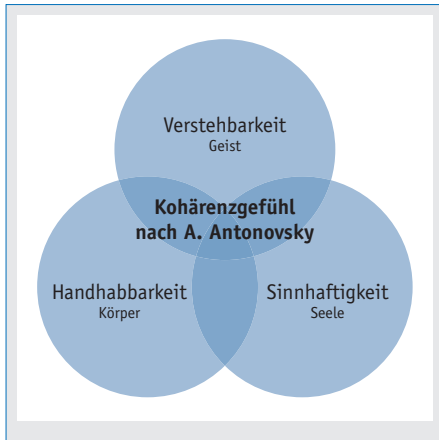 Verstehbarkeit
Geist
Kohärenzgefühl
nach A. Antonovsky
Handhabbarkeit
Körper
Sinnhaftigkeit
Seele